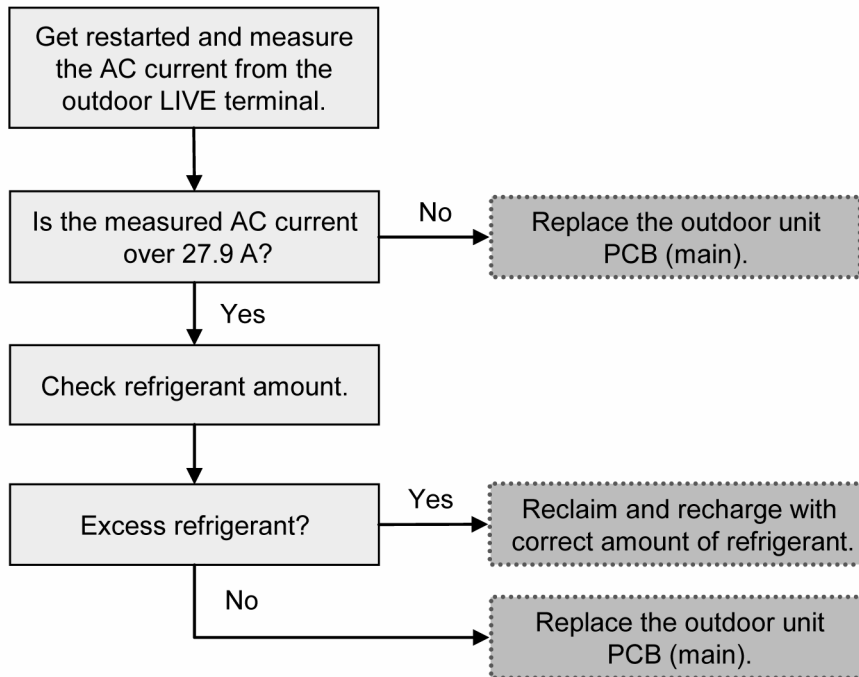 Get restarted and measure
the AC current from the
outdoor LIVE terminal.
Is the measured AC current
over 27.9 A?
No
Replace the outdoor unit
PCB (main).
Yes
Check refrigerant amount.
Excess refrigerant?
Yes
Reclaim and recharge with
correct amount of refrigerant.
No
Replace the outdoor unit
PCB (main).